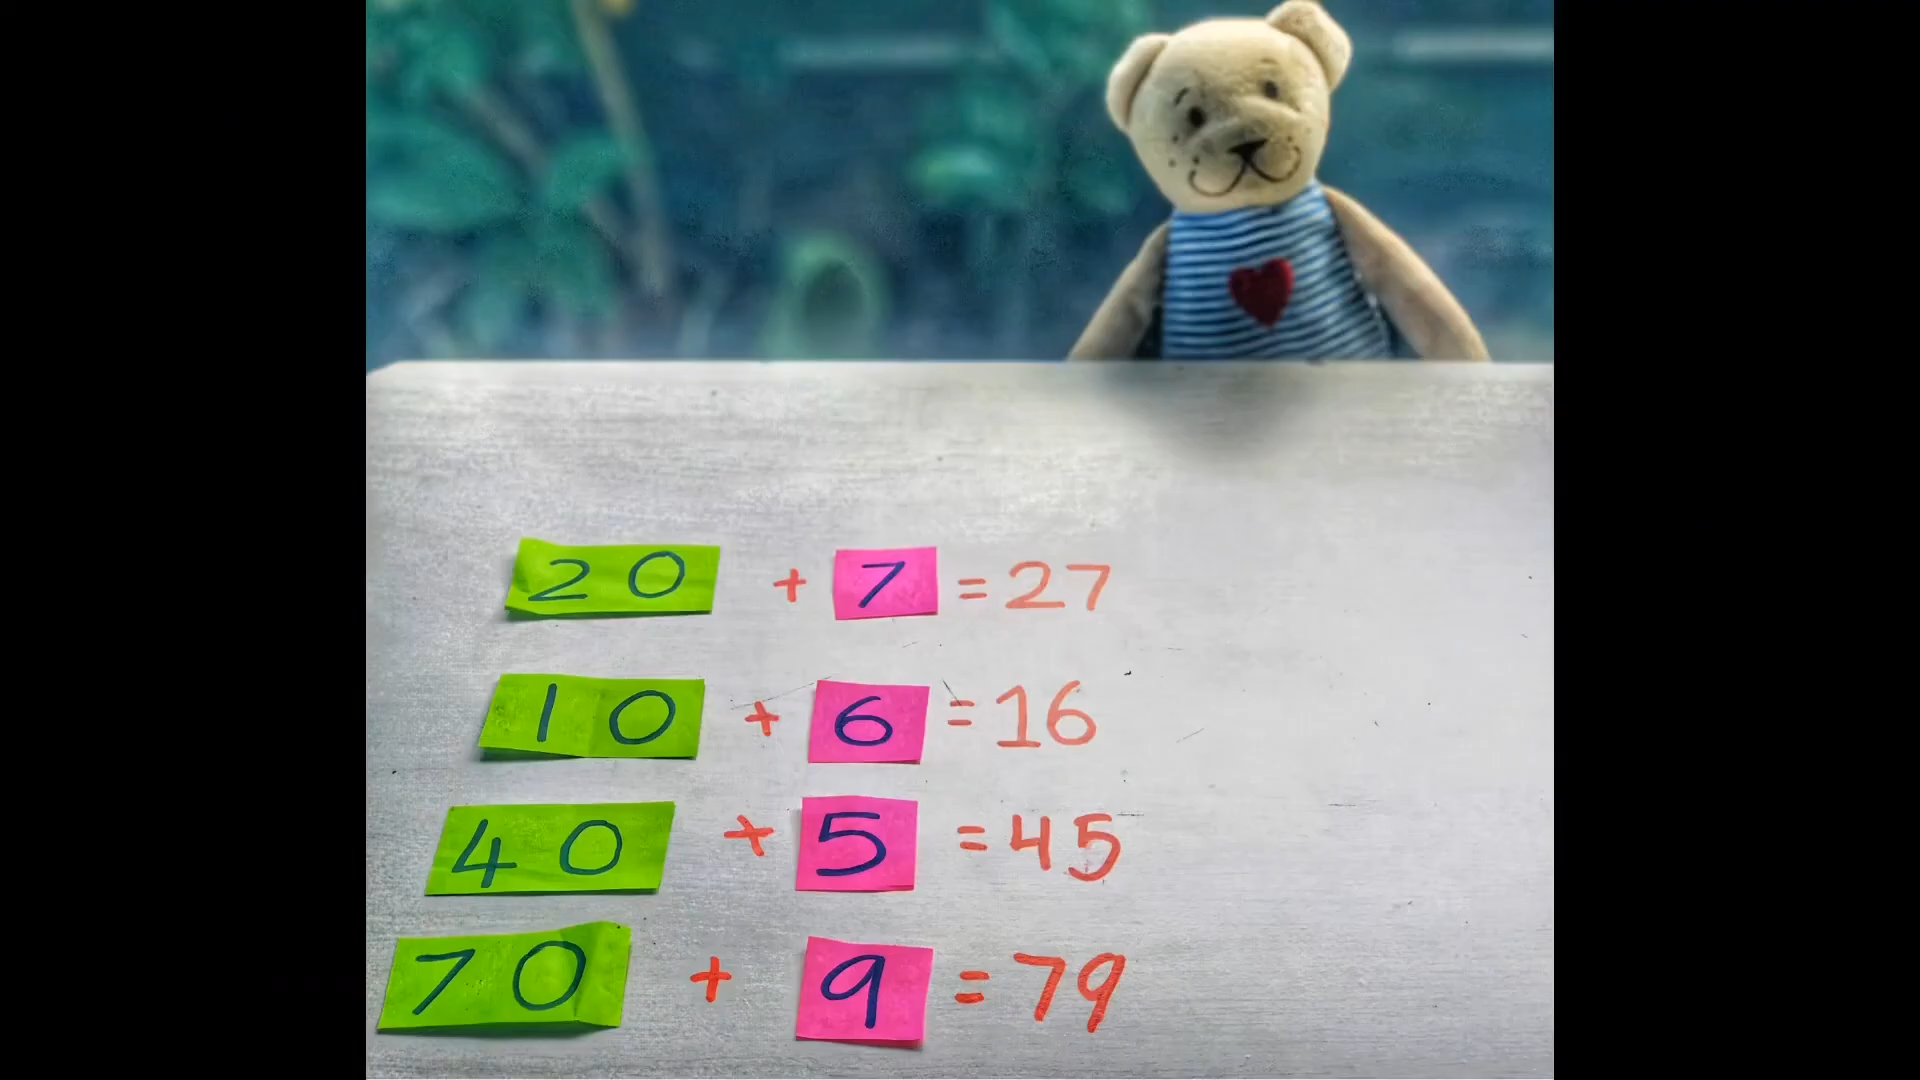 20 + 7 = 27
10 + 6 = 16
40 + 5 = 45
70 + 9 = 79